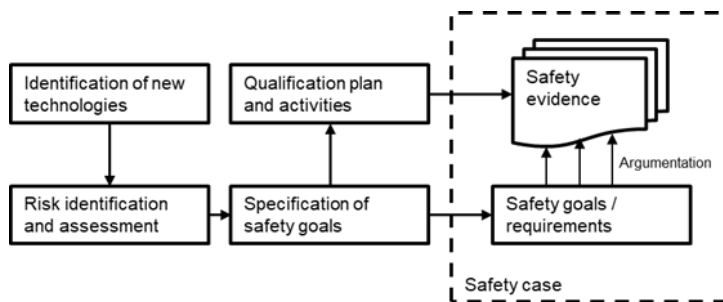 Identification of new
technologies
Qualification plan
and activities
Safety
evidence
Argumentation
Risk identification
and assessment
Specification of
safety goals
Safety goals /
requirements
Safety case